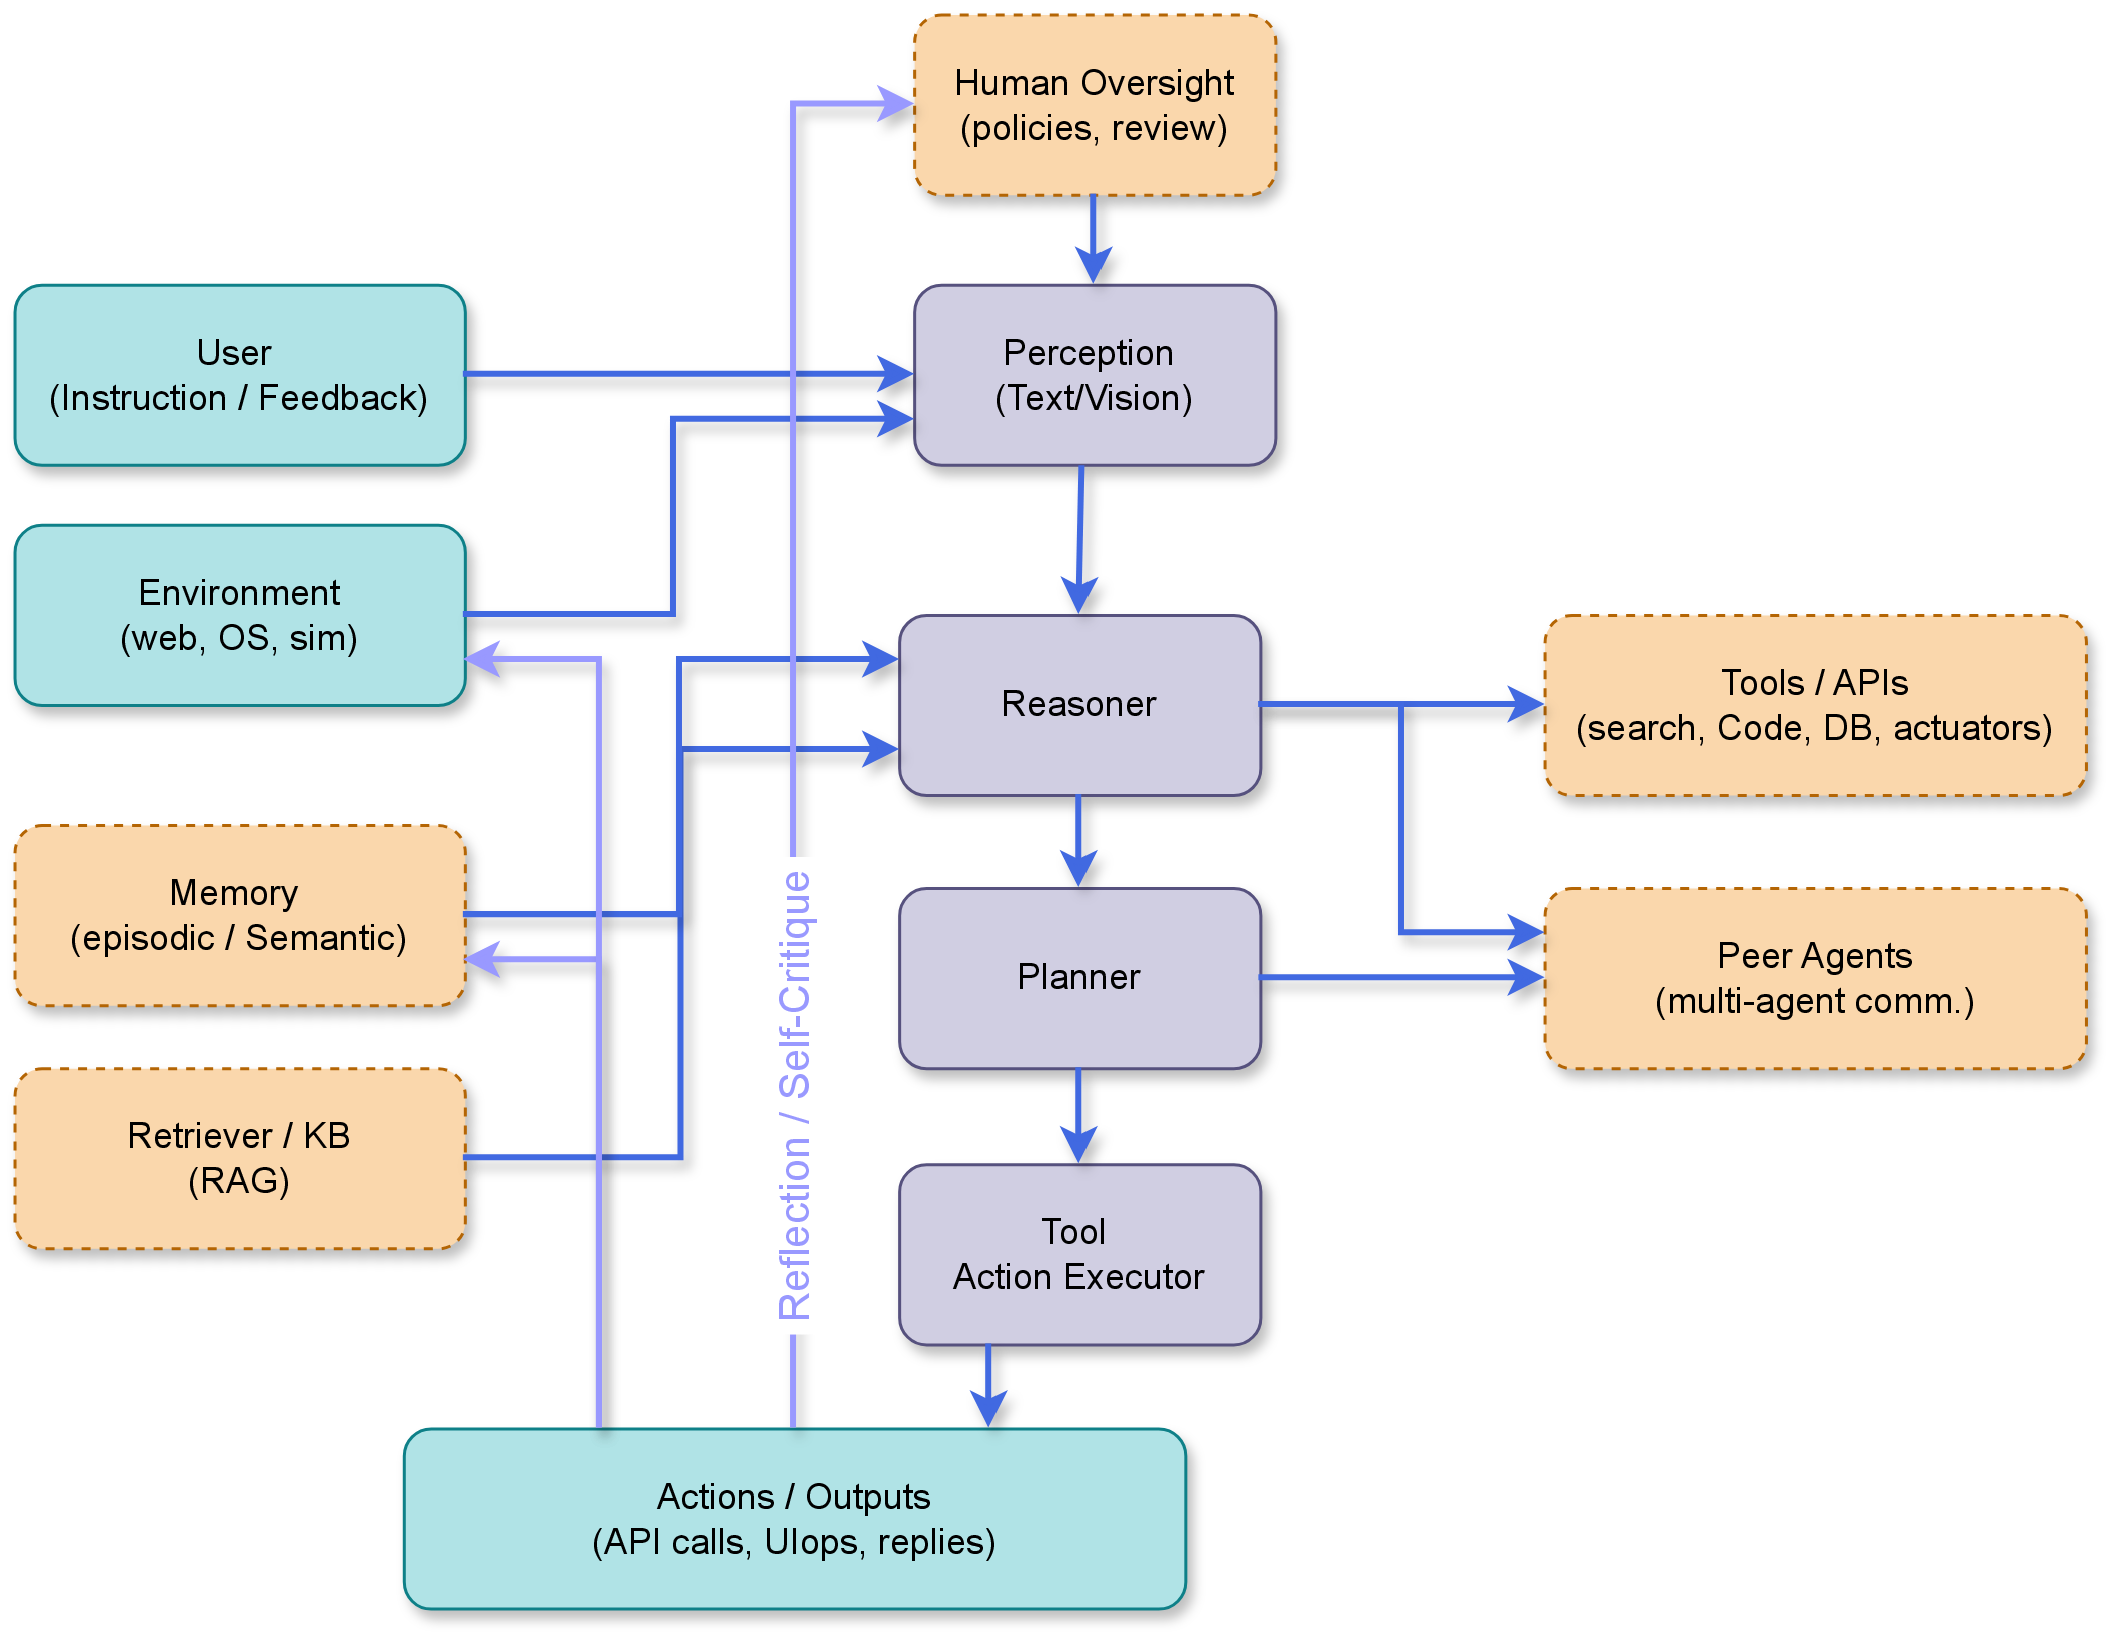 Human Oversight
(policies, review)
User
(Instruction / Feedback)
Perception
(Text/Vision)
Environment
(web, OS, sim)
Reasoner
Tools / APIs
(search, Code, DB, actuators)
Memory
(episodic / Semantic)
Reflection / Self-Critique
Planner
Peer Agents
(multi-agent comm.)
Retriever / KB
(RAG)
Tool
Action Executor
Actions / Outputs
(API calls, UIops, replies)